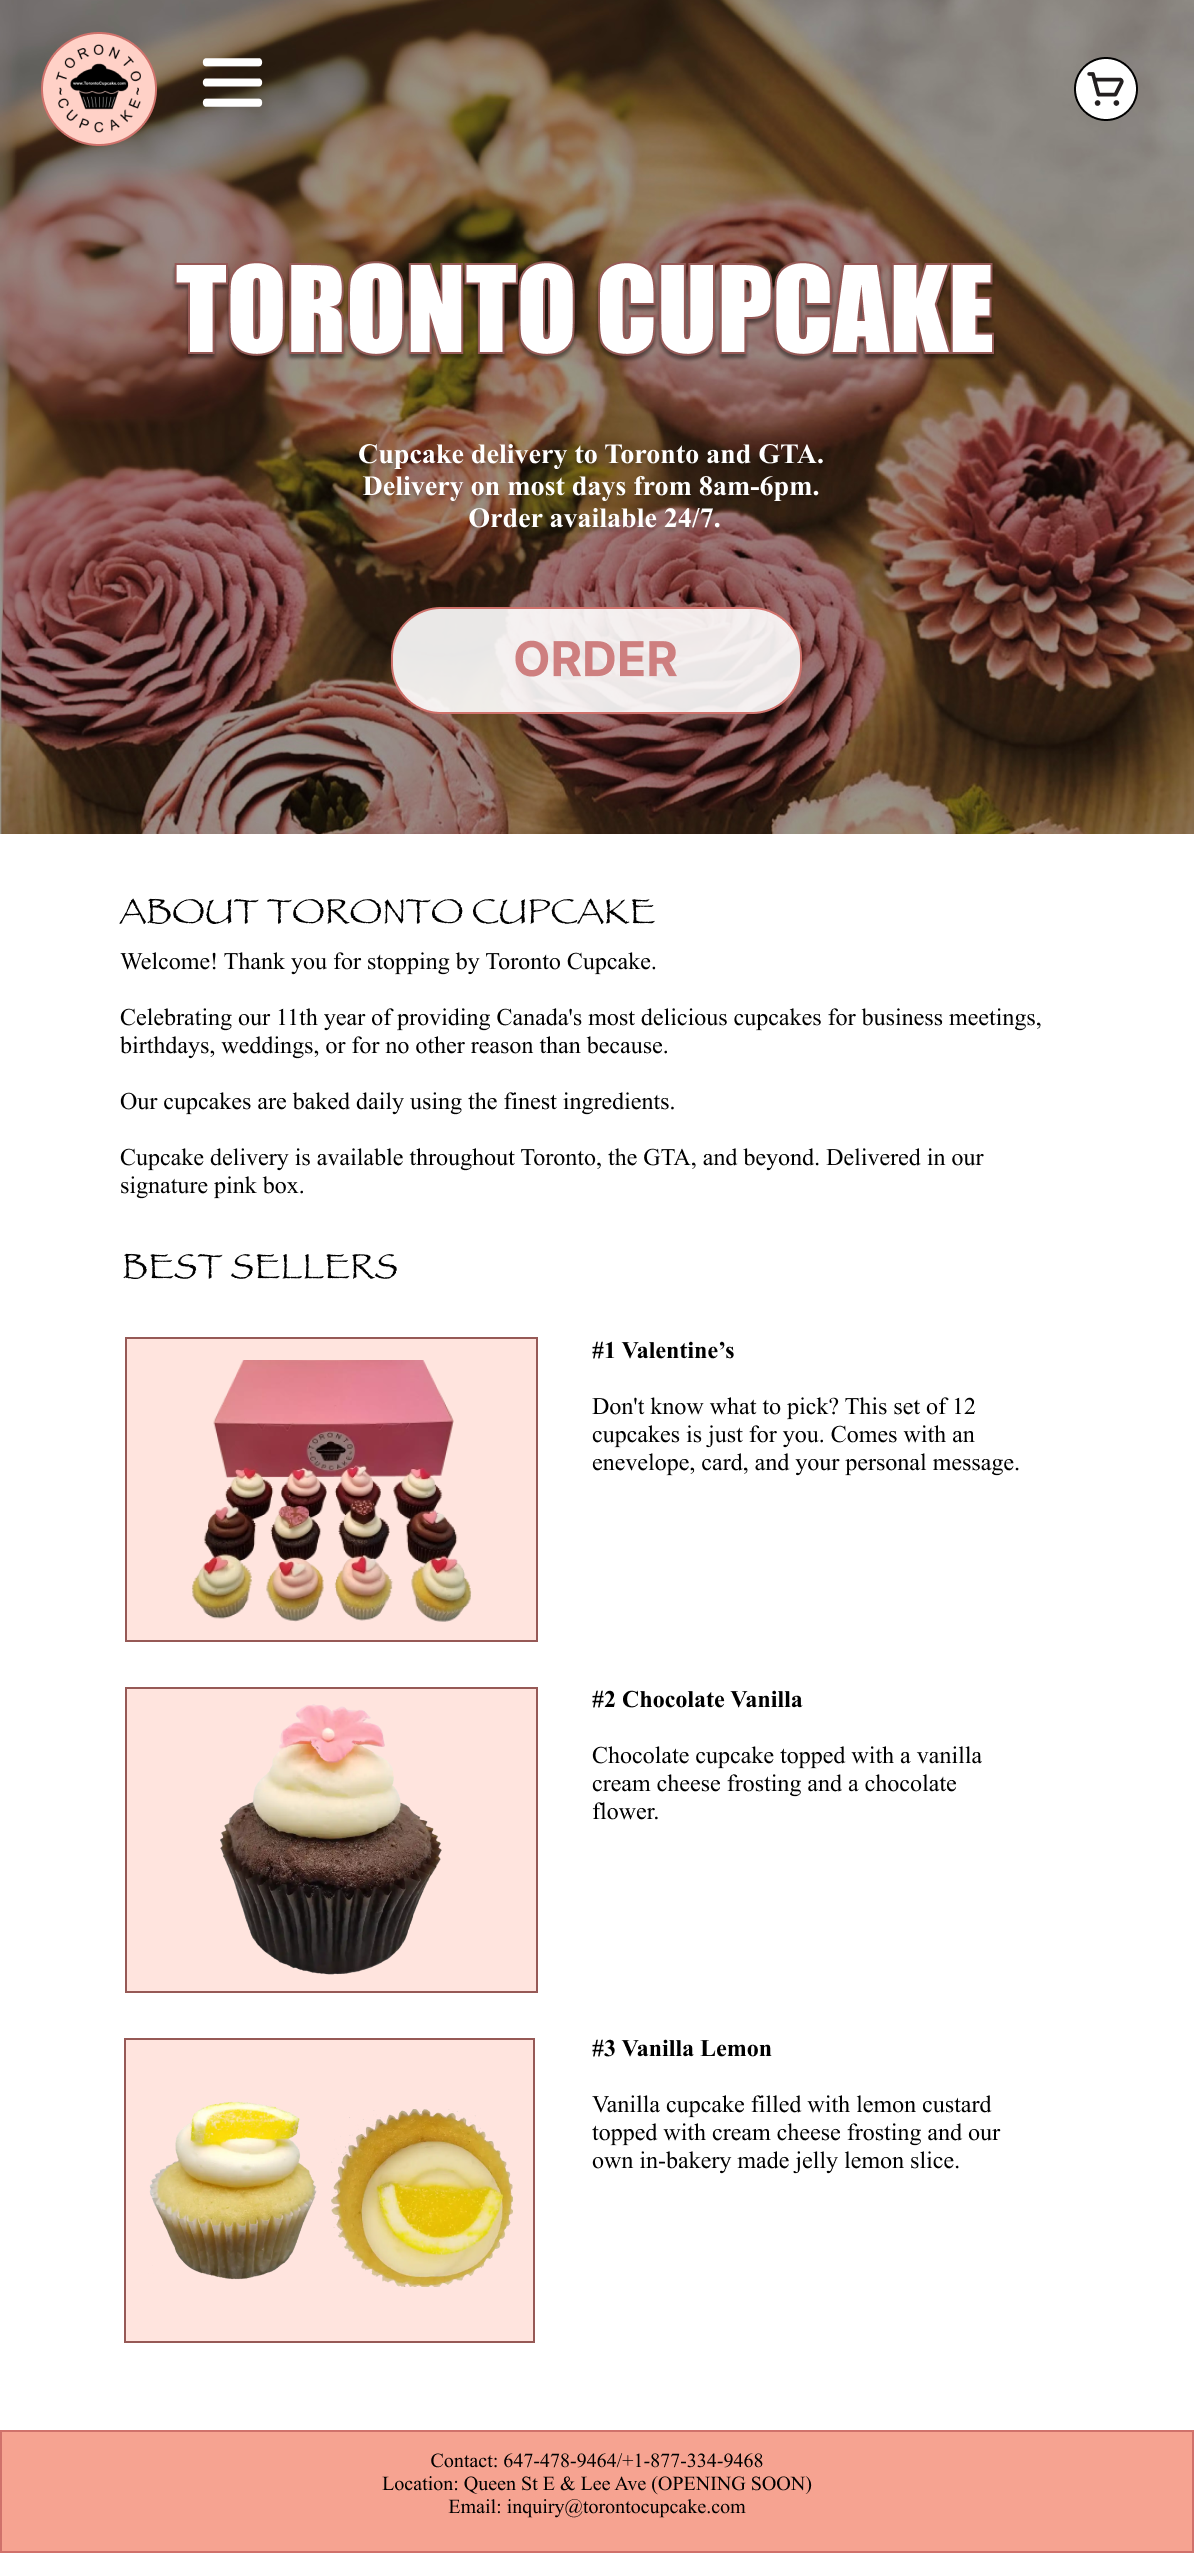 TORONTO
www.TorontoCupcake.com
CUPCAKE
TORONTO CUPCAKE
Cupcake delivery to Toronto and GTA.
Delivery on most days from 8am-6pm.
Order available 24/7.
ORDER
ABOUT TORONTO CUPCAKE
Welcome! Thank you for stopping by Toronto Cupcake.
Celebrating our 11th year of providing Canada's most delicious cupcakes for business meetings,
birthdays, weddings, or for no other reason than because.
Our cupcakes are baked daily using the finest ingredients.
Cupcake delivery is available throughout Toronto, the GTA, and beyond. Delivered in our
signature pink box.
BEST SELLERS
TORONTO
CUPCAKE
#1 Valentine’s
Don't know what to pick? This set of 12
cupcakes is just for you. Comes with an
enevelope, card, and your personal message.
#2 Chocolate Vanilla
Chocolate cupcake topped with a vanilla
cream cheese frosting and a chocolate
flower.
#3 Vanilla Lemon
Vanilla cupcake filled with lemon custard
topped with cream cheese frosting and our
own in-bakery made jelly lemon slice.
Contact: 647-478-9464/+1-877-334-9468
Location: Queen St E & Lee Ave (OPENING SOON)
Email: inquiry@torontocupcake.com